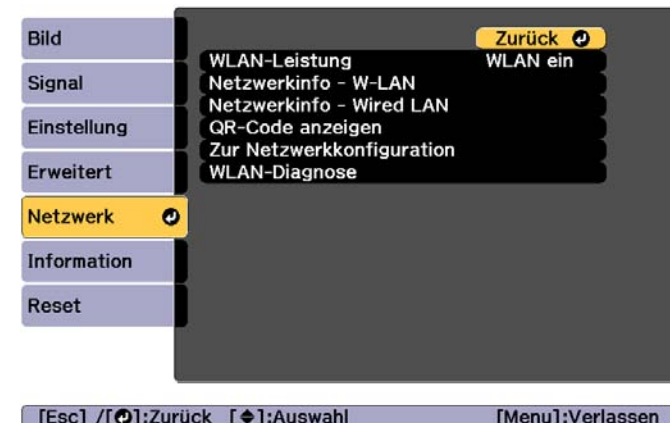 Bild
Signal
Einstellung
Erweitert
Netzwerk
Information
Reset
Zurück
WLAN-Leistung WLAN ein
Netzwerkinfo - W-LAN
Netzwerkinfo - Wired LAN
QR-Code anzeigen
Zur Netzwerkkonfiguration
WLAN-Diagnose
[Esc] /[⏎]:Zurück [◆]:Auswahl [Menu]:Verlassen